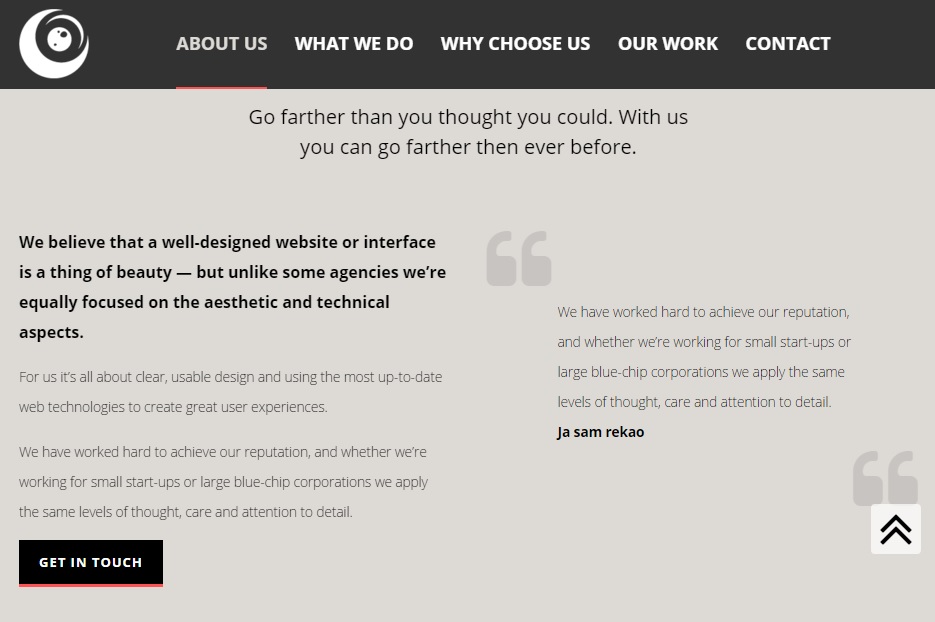 ABOUT US WHAT WE DO WHY CHOOSE US OUR WORK CONTACT
Go farther than you thought you could. With us
you can go farther then ever before.
We believe that a well-designed website or interface
is a thing of beauty — but unlike some agencies we’re
equally focused on the aesthetic and technical
aspects.
For us it’s all about clear, usable design and using the most up-to-date
web technologies to create great user experiences.
We have worked hard to achieve our reputation, and whether we’re
working for small start-ups or large blue-chip corporations we apply
the same levels of thought, care and attention to detail.
GET IN TOUCH
We have worked hard to achieve our reputation,
and whether we’re working for small start-ups or
large blue-chip corporations we apply the same
levels of thought, care and attention to detail.
Ja sam rekao